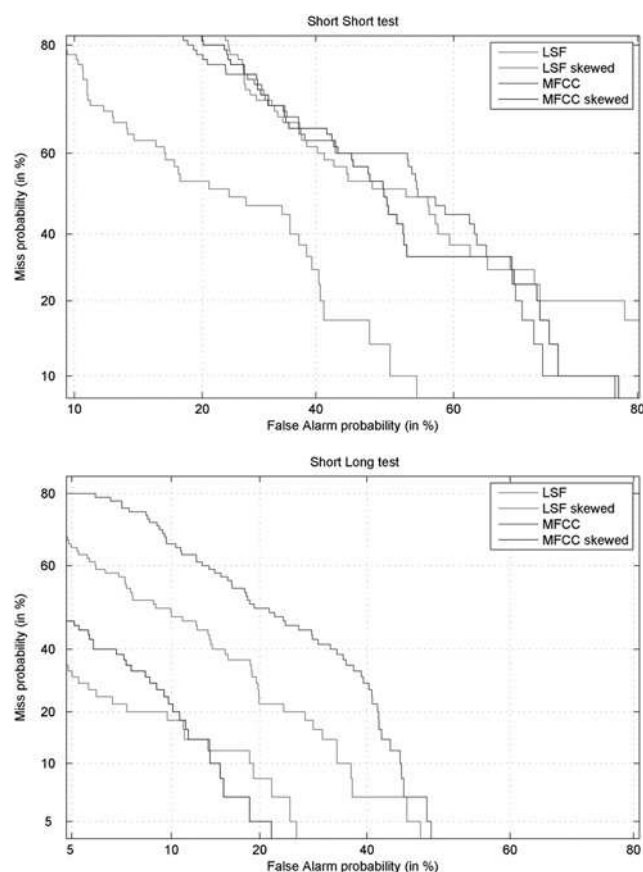 Short Short test
80
60
40
20
10
Miss probability (in %)
LSF
LSF skewed
MFCC
MFCC skewed
10 20 40 60 80
False Alarm probability (in %)
Short Long test
80
60
40
20
10
5
Miss probability (in %)
LSF
LSF skewed
MFCC
MFCC skewed
5 10 20 40 60 80
False Alarm probability (in %)